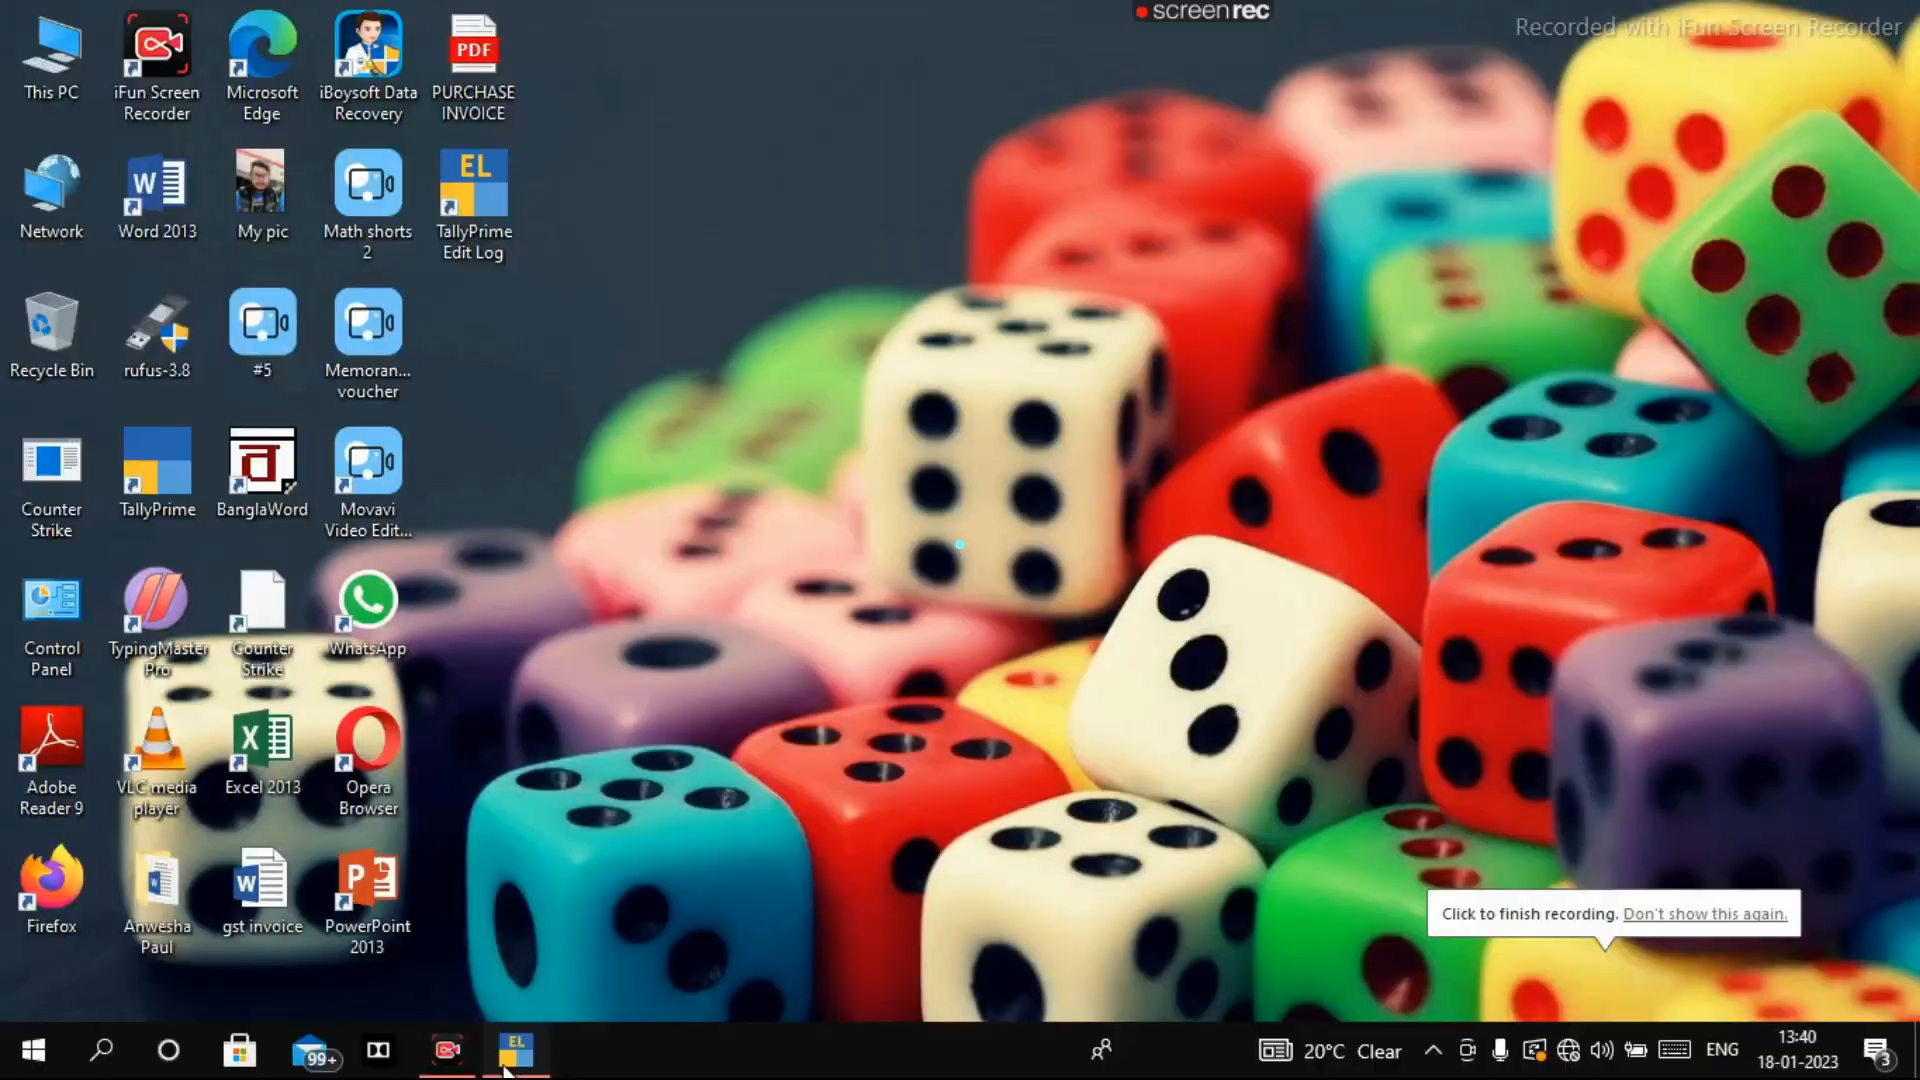 screenrec
Recorded with iFun Screen Recorder
This PC
iFun Screen
Recorder
Microsoft
Edge
iBoysoft Data
Recovery
PDF
PURCHASE
INVOICE
Network
W
Word 2013
My pic
Math shorts
2
EL
TallyPrime
Edit Log
Recycle Bin
rufus-3.8
#5
Memoran...
voucher
Counter
Strike
TallyPrime
ব
BanglaWord
Movavi
Video Edit...
Control
Panel
TypingMaster
Pro
Counter
Strike
WhatsApp
Adobe
Reader 9
VLC media
player
X
Excel 2013
Opera
Browser
Firefox
W
Anwesha
Paul
W
gst invoice
P
PowerPoint
2013
Click to finish recording. Don't show this again.
99+
EL
20°C Clear
ENG
13:40
18-01-2023
3